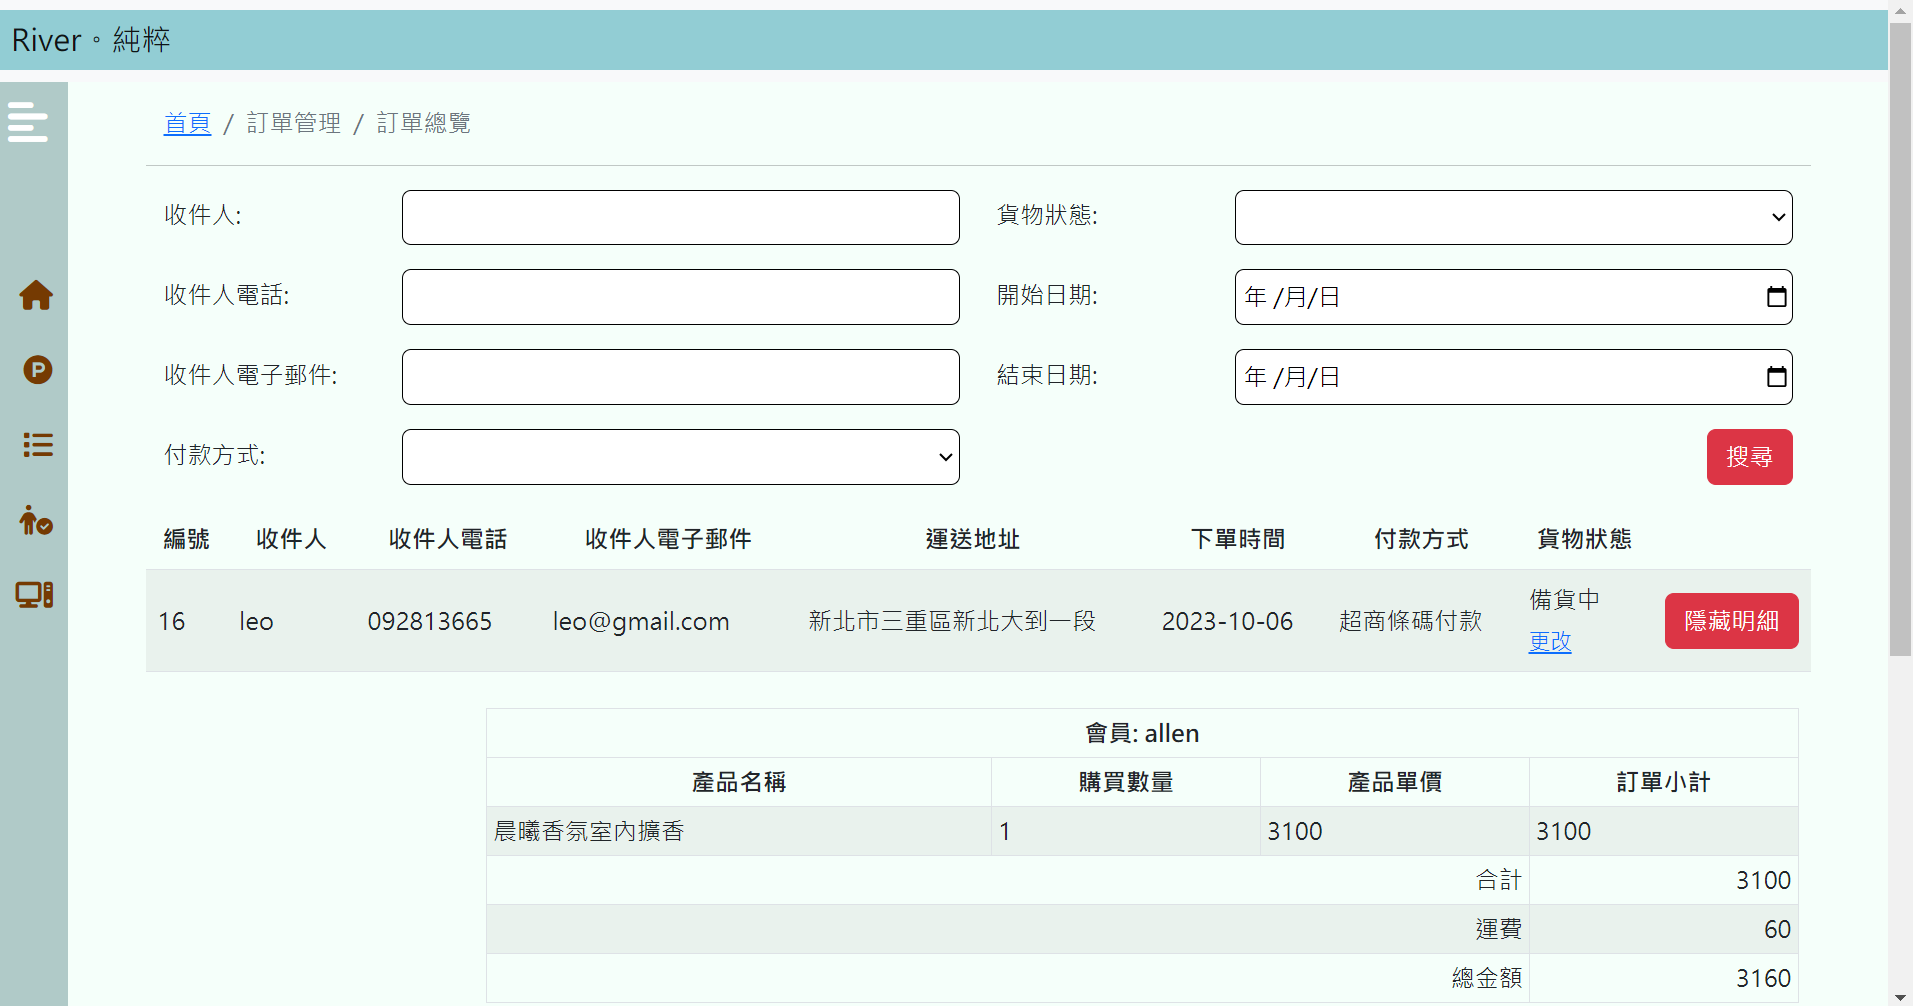 River。純粹
首頁 / 訂單管理 / 訂單總覽
收件人: 貨物狀態:
收件人電話: 開始日期: 年 /月/日
收件人電子郵件: 結束日期: 年 /月/日
付款方式: 搜尋
編號 收件人 收件人電話 收件人電子郵件 運送地址 下單時間 付款方式 貨物狀態
16 leo 092813665 leo@gmail.com 新北市三重區新北大到一段 2023-10-06 超商條碼付款 備貨中 更改 隱藏明細
會員: allen
產品名稱 購買數量 產品單價 訂單小計
晨曦香氛室內擴香 1 3100 3100
合計 3100
運費 60
總金額 3160